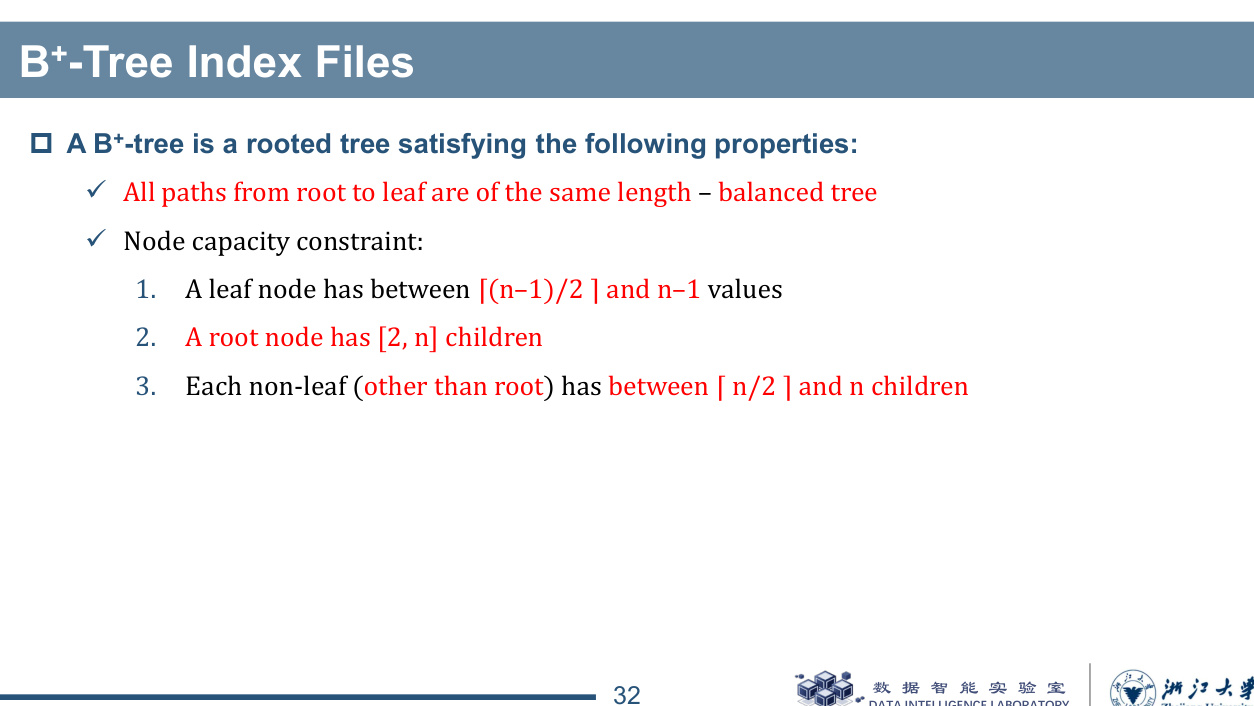 B⁺-Tree Index Files
A B⁺-tree is a rooted tree satisfying the following properties:
All paths from root to leaf are of the same length – balanced tree
Node capacity constraint:
1. A leaf node has between ⌈(n–1)/2 ⌉ and n–1 values
2. A root node has [2, n] children
3. Each non-leaf (other than root) has between ⌈ n/2 ⌉ and n children
32
数据智能实验室
DATA INTELLIGENCE LABORATORY
浙江大学